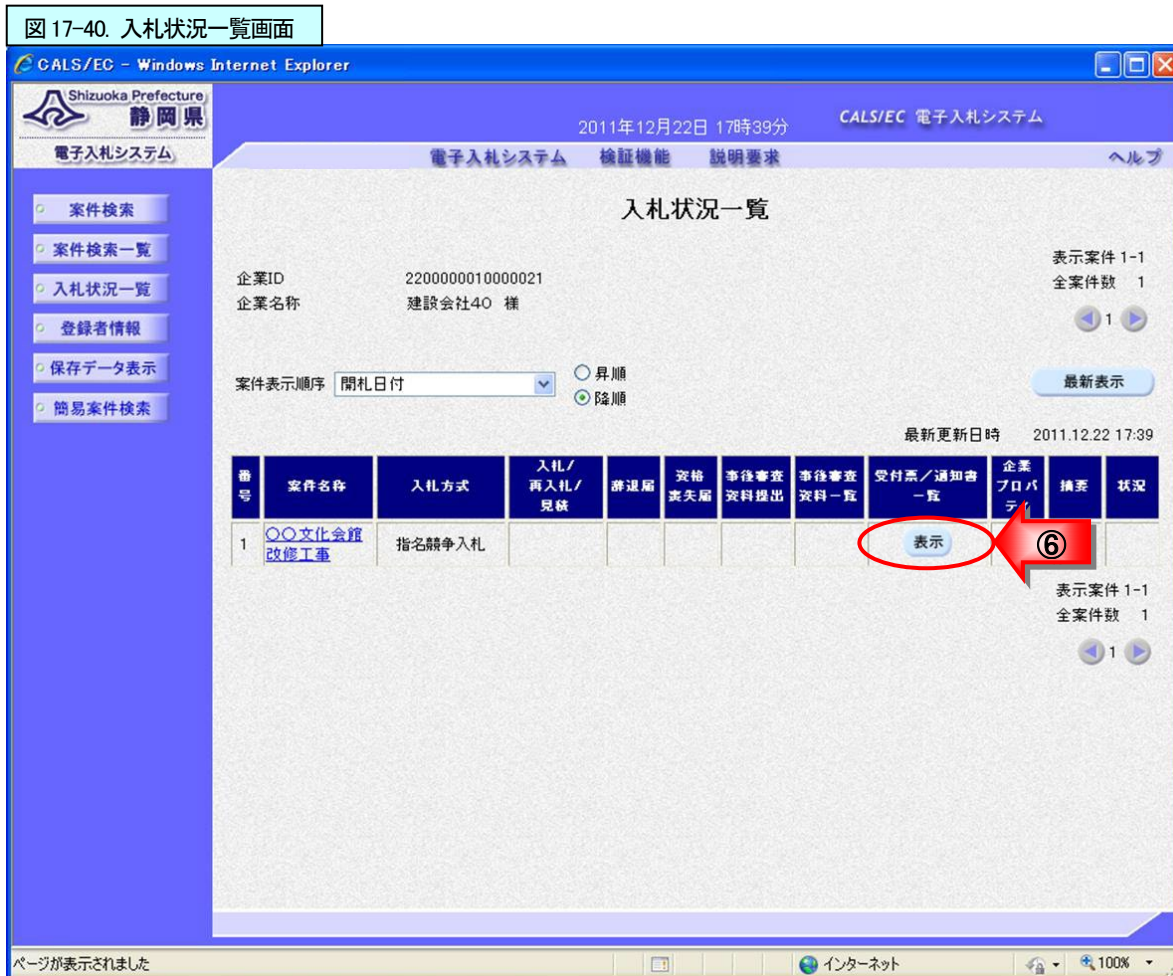 図 17-40. 入札状況一覧画面
CALS/EC - Windows Internet Explorer
Shizuoka Prefecture
静岡県
電子入札システム
2011年12月22日 17時39分
CALS/EC 電子入札システム
電子入札システム 検証機能 説明要求 ヘルプ
案件検索
案件検索一覧
入札状況一覧
登録者情報
保存データ表示
簡易案件検索
入札状況一覧
表示案件 1-1
全案件数 1
1
企業ID 2200000010000021
企業名称 建設会社40 様
案件表示順序 開札日付
昇順
降順
最新表示
最新更新日時 2011.12.22 17:39
番号 案件名称 入札方式 入札/再入札/見積 辞退届 資格喪失届 事後審査資料提出 事後審査資料一覧 受付票/通知書一覧 企業プロパティ 摘要 状況
1 〇〇文化会館改修工事 指名競争入札 表示
⑥
表示案件 1-1
全案件数 1
1
ページが表示されました インターネット 100%